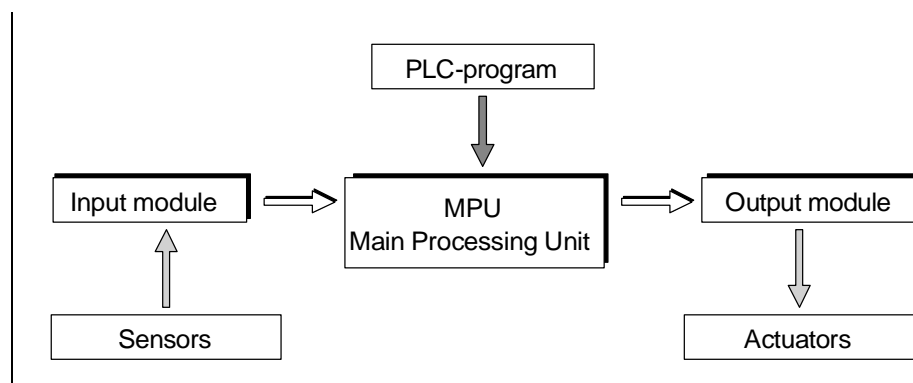 PLC-program
Input module
MPU
Main Processing Unit
Output module
Sensors
Actuators